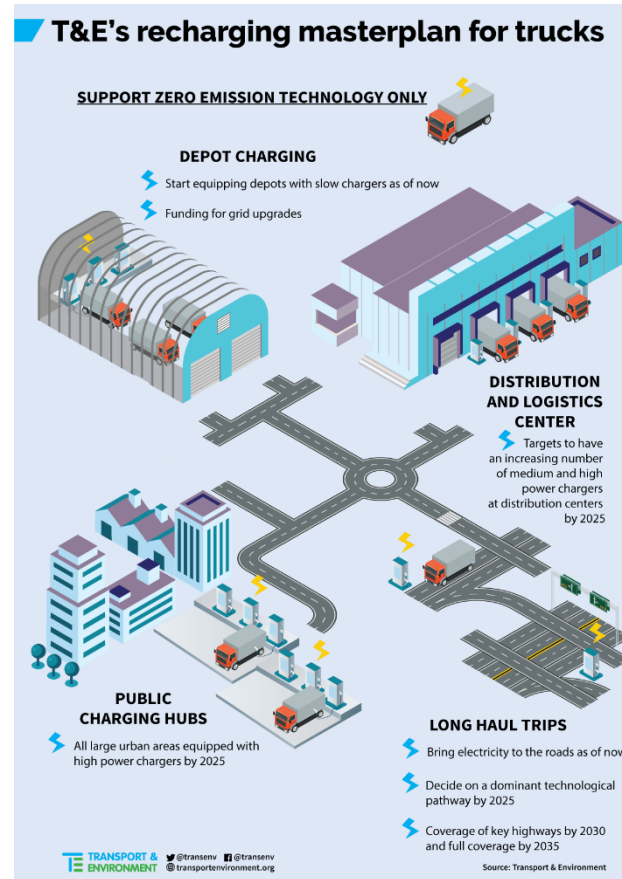 T&E's recharging masterplan for trucks
SUPPORT ZERO EMISSION TECHNOLOGY ONLY
DEPOT CHARGING
Start equipping depots with slow chargers as of now
Funding for grid upgrades
DISTRIBUTION
AND LOGISTICS
CENTER
Targets to have
an increasing number
of medium and high
power chargers
at distribution centers
by 2025
PUBLIC
CHARGING HUBS
All large urban areas equipped with
high power chargers by 2025
LONG HAUL TRIPS
Bring electricity to the roads as of now
Decide on a dominant technological
pathway by 2025
Coverage of key highways by 2030
and full coverage by 2035
TRANSPORT &
ENVIRONMENT
@transenv @transenv
transportenvironment.org
Source: Transport & Environment